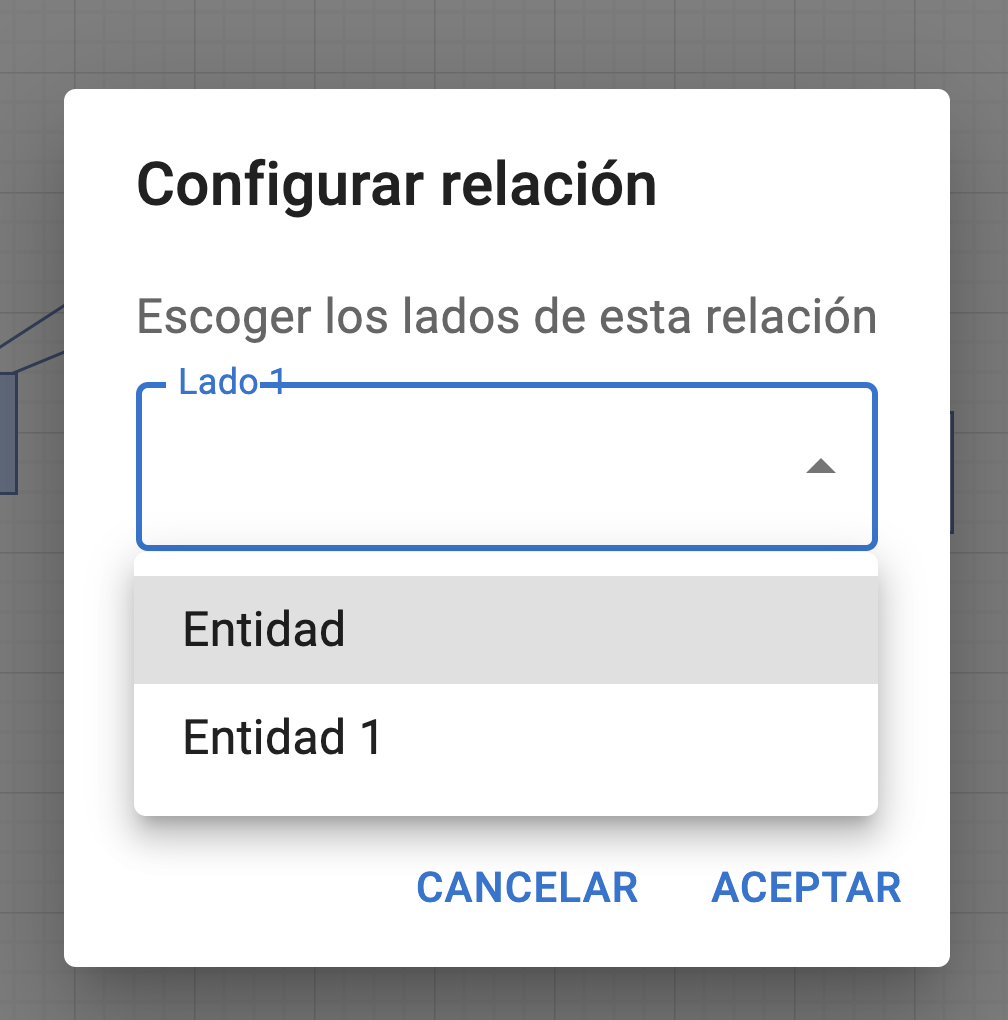 Configurar relación
Escoger los lados de esta relación
Lado 1
Entidad
Entidad 1
CANCELAR ACEPTAR